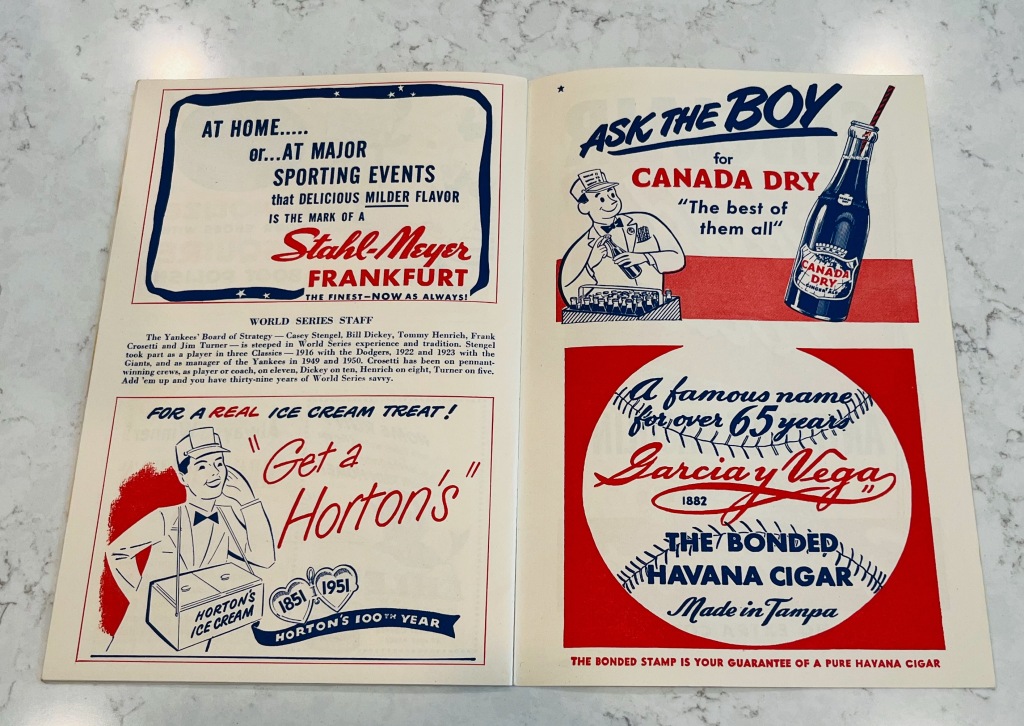 AT HOME.....
or...AT MAJOR
SPORTING EVENTS
that DELICIOUS MILDER FLAVOR
IS THE MARK OF A
Stahl-Meyer
FRANKFURT
THE FINEST—NOW AS ALWAYS!
WORLD SERIES STAFF
The Yankees' Board of Strategy — Casey Stengel, Bill Dickey, Tommy Henrich, Frank
Crosetti and Jim Turner — is steeped in World Series experience and tradition. Stengel
took part as a player in three Classics — 1916 with the Dodgers, 1922 and 1923 with the
Giants, and as manager of the Yankees in 1949 and 1950. Crosetti has been on pennant-
winning crews, as player or coach, on eleven, Dickey on ten, Henrich on eight, Turner on five.
Add 'em up and you have thirty-nine years of World Series savvy.
FOR A REAL ICE CREAM TREAT!
"Get a
Horton's"
HORTON'S
ICE CREAM
1851 1951
HORTON'S 100TH YEAR
ASK THE BOY
for
CANADA DRY
"The best of
them all"
CANADA
DRY
GINGER ALE
A famous name
for over 65 years
Garcia y Vega
1882
THE BONDED
HAVANA CIGAR
Made in Tampa
THE BONDED STAMP IS YOUR GUARANTEE OF A PURE HAVANA CIGAR